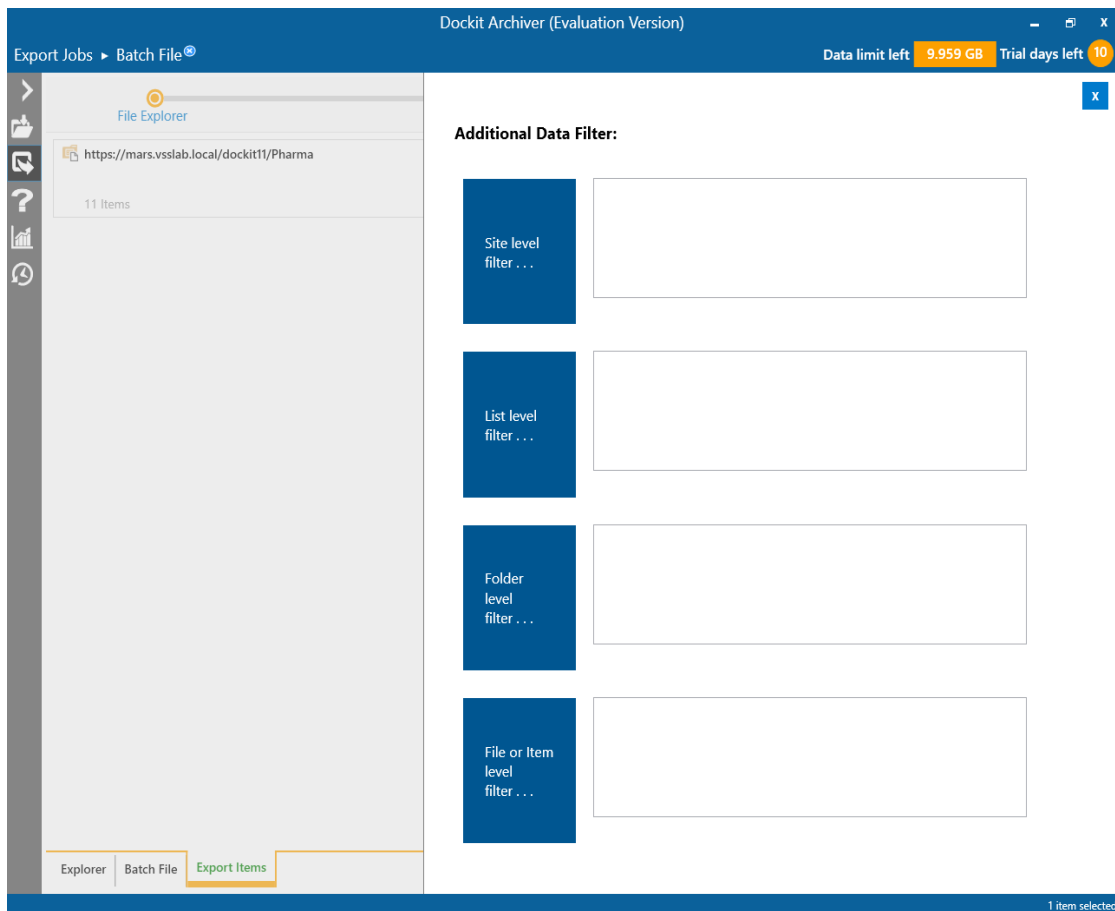 Dockit Archiver (Evaluation Version)
X
Export Jobs ▸ Batch File
Data limit left 9.959 GB Trial days left 10
File Explorer
X
Additional Data Filter:
https://mars.vsslab.local/dockit11/Pharma
11 Items
Site level
filter . . .
List level
filter . . .
Folder
level
filter . . .
File or Item
level
filter . . .
Explorer Batch File Export Items
1 item selected